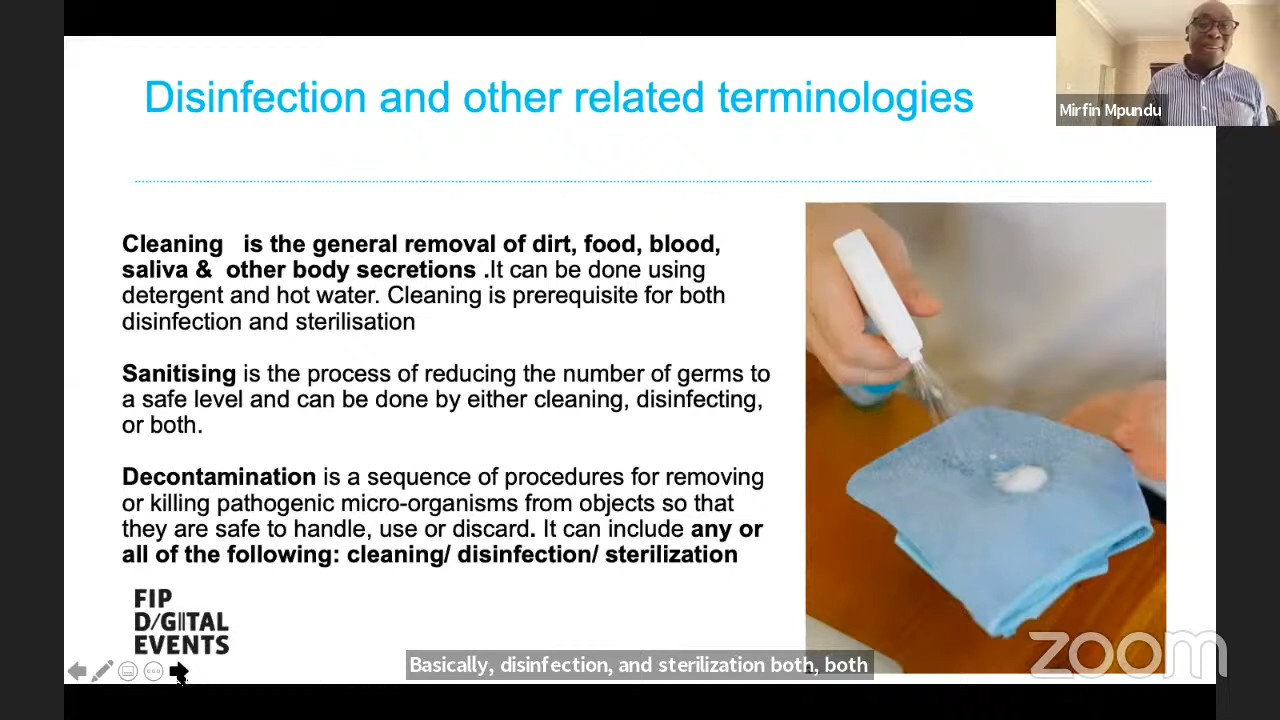 Disinfection and other related terminologies
Mirfin Mpundu
Cleaning is the general removal of dirt, food, blood,
saliva & other body secretions .It can be done using
detergent and hot water. Cleaning is prerequisite for both
disinfection and sterilisation
Sanitising is the process of reducing the number of germs to
a safe level and can be done by either cleaning, disinfecting,
or both.
Decontamination is a sequence of procedures for removing
or killing pathogenic micro-organisms from objects so that
they are safe to handle, use or discard. It can include any or
all of the following: cleaning/ disinfection/ sterilization
FIP
D/GITAL
EVENTS
Basically, disinfection, and sterilization both, both
zoom